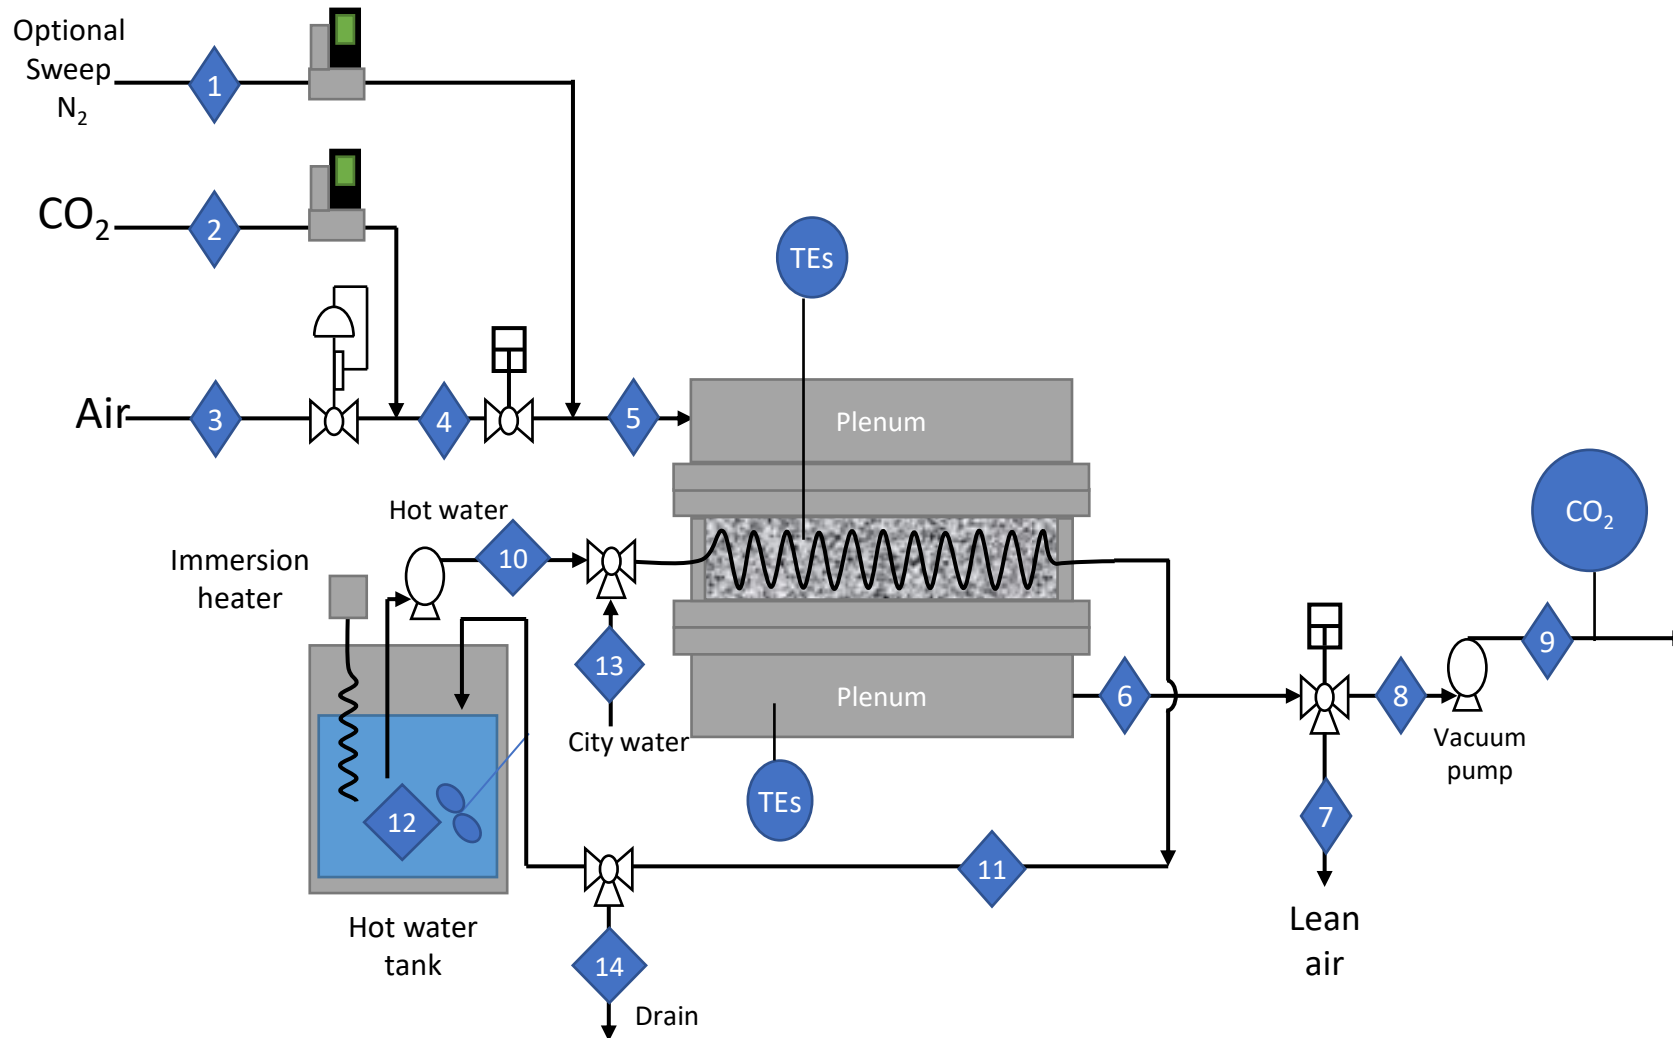 Optional
Sweep
N₂
1
CO₂
2
TEs
Air
3
4
5
Plenum
Hot water
10
CO₂
Immersion
heater
13
City water
Plenum
6
8
9
Vacuum
pump
TEs
12
7
11
Lean
air
Hot water
tank
14
Drain